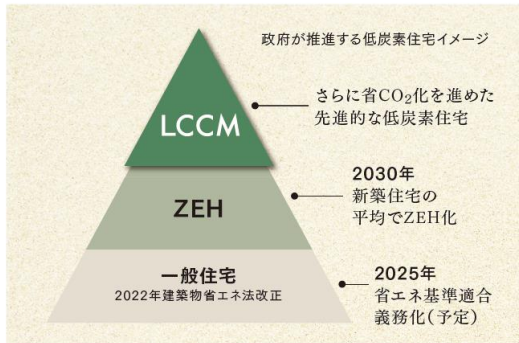 政府が推進する低炭素住宅イメージ
LCCM
さらに省CO₂化を進めた
先進的な低炭素住宅
ZEH
2030年
新築住宅の
平均でZEH化
一般住宅
2022年建築物省エネ法改正
2025年
省エネ基準適合
義務化(予定)